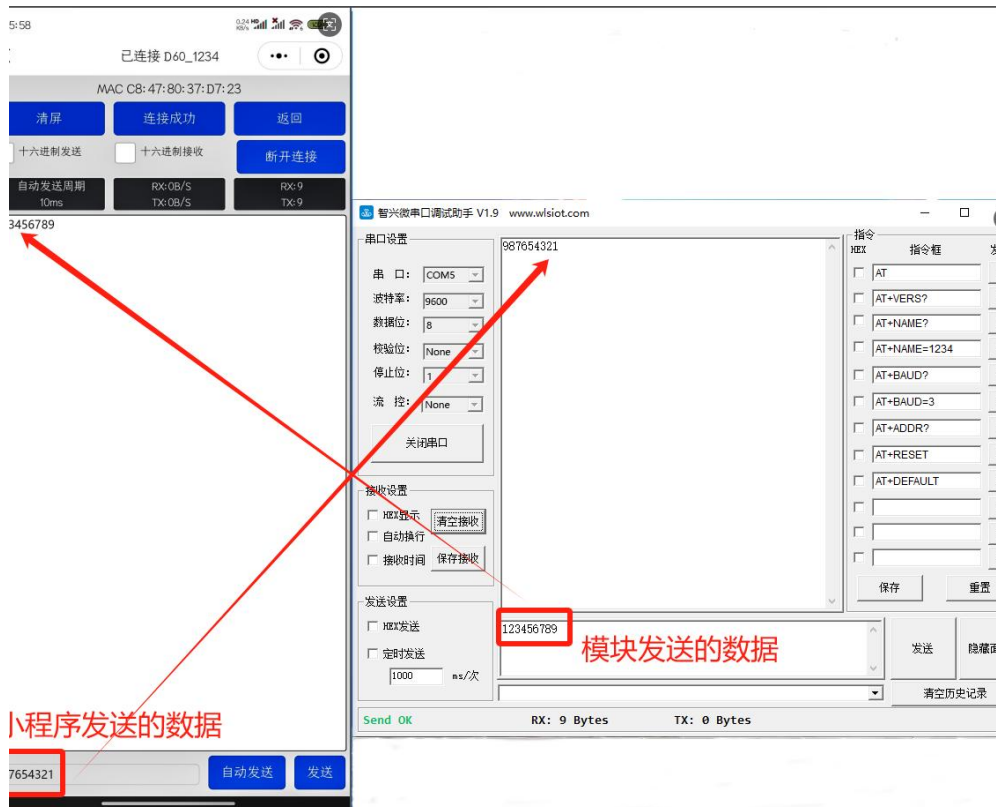 5:58
0.24 KB/s
已连接 D60_1234
MAC C8:47:80:37:D7:23
清屏
连接成功
返回
十六进制发送
十六进制接收
断开连接
自动发送周期
10ms
RX:0B/S
TX:0B/S
RX:9
TX:9
3456789
小程序发送的数据
7654321
自动发送
发送
智兴微串口调试助手 V1.9 www.wlsiot.com
串口设置
串 口: COM5
波特率: 9600
数据位: 8
校验位: None
停止位: 1
流 控: None
关闭串口
接收设置
HEX显示
清空接收
自动换行
接收时间
保存接收
发送设置
HEX发送
定时发送
1000 ms/次
987654321
123456789
模块发送的数据
指令
HEX 指令框
AT
AT+VERS?
AT+NAME?
AT+NAME=1234
AT+BAUD?
AT+BAUD=3
AT+ADDR?
AT+RESET
AT+DEFAULT
保存
重置
发送
清空历史记录
Send OK RX: 9 Bytes TX: 0 Bytes